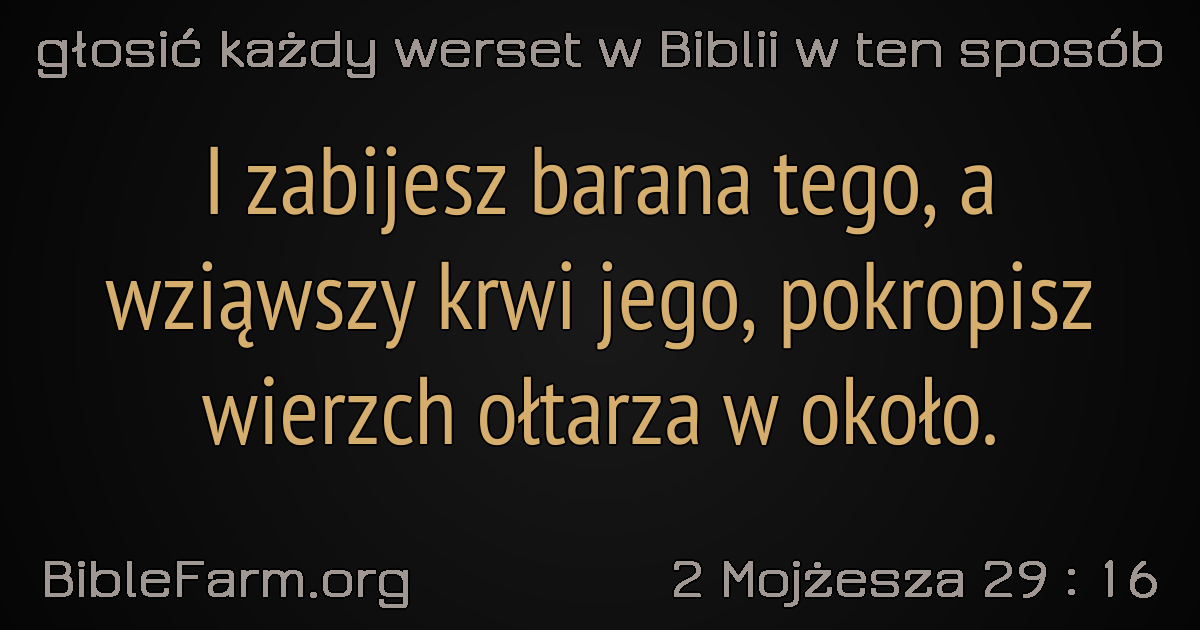 głosić każdy werset w Biblii w ten sposób
I zabijesz barana tego, a
wziąwszy krwi jego, pokropisz
wierzch ołtarza w około.
BibleFarm.org
2 Mojżesza 29 : 16